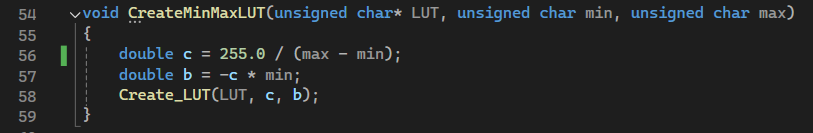 54 void CreateMinMaxLUT(unsigned char* LUT, unsigned char min, unsigned char max)
55 {
56 double c = 255.0 / (max - min);
57 double b = -c * min;
58 Create_LUT(LUT, c, b);
59 }